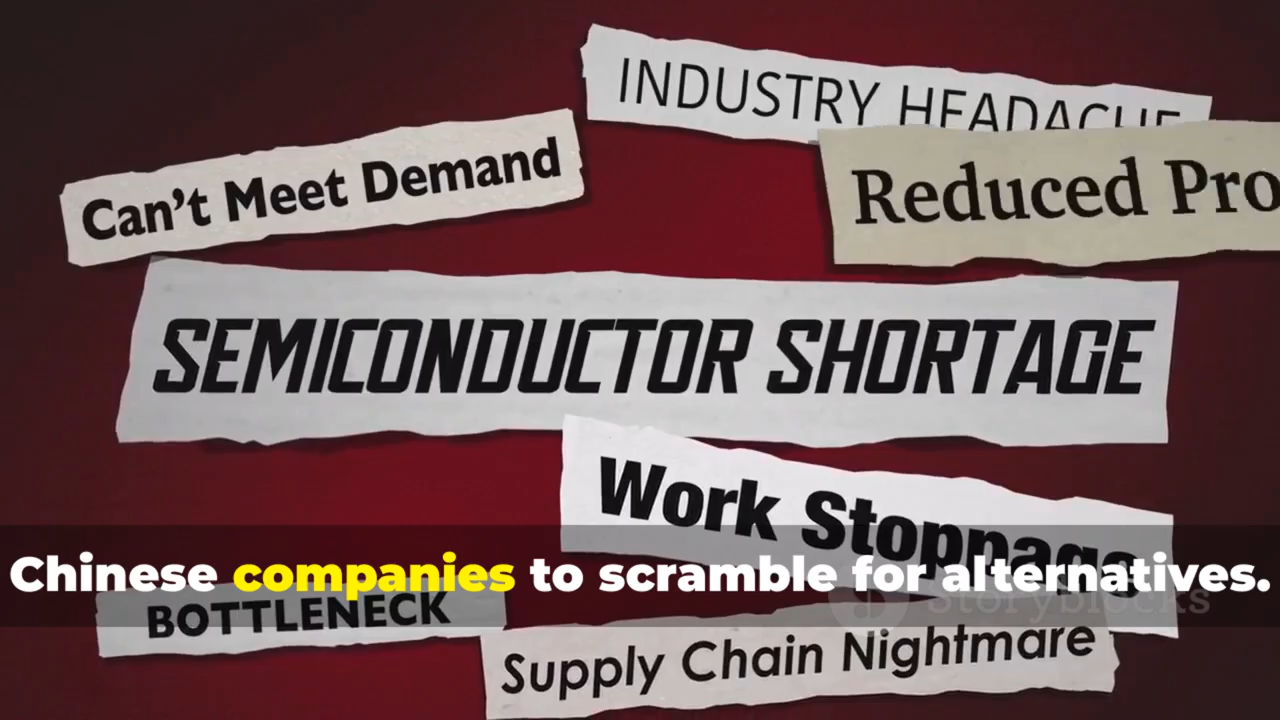 INDUSTRY HEADACHE
Can't Meet Demand
Reduced Pro
SEMICONDUCTOR SHORTAGE
Work Stoppage
Chinese companies to scramble for alternatives.
Storyblocks
BOTTLENECK
Supply Chain Nightmare